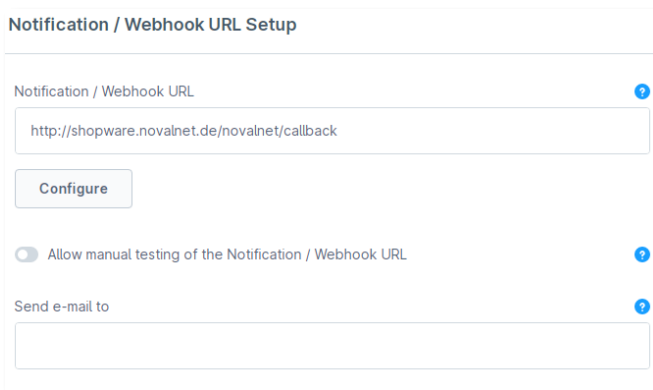 Notification / Webhook URL Setup
Notification / Webhook URL
?
http://shopware.novalnet.de/novalnet/callback
Configure
Allow manual testing of the Notification / Webhook URL
?
Send e-mail to
?